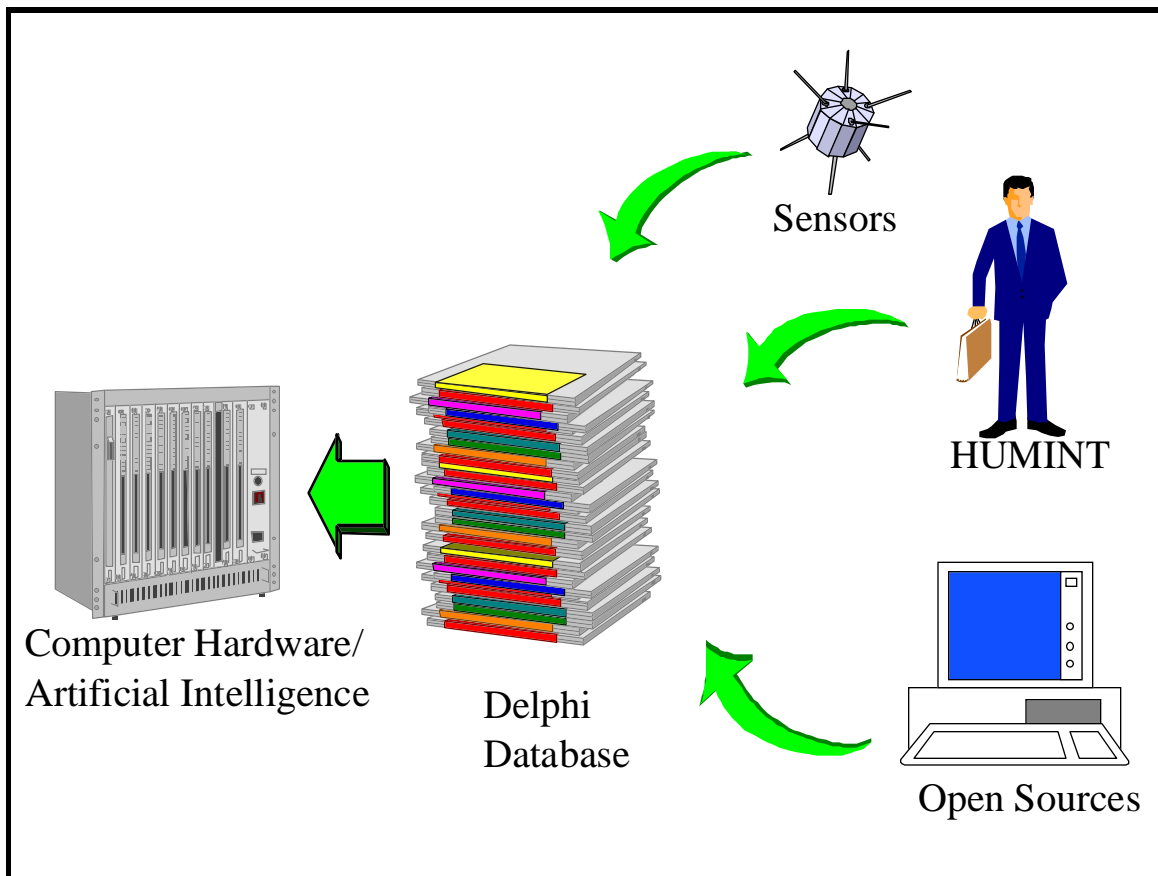 Sensors
HUMINT
Computer Hardware/
Artificial Intelligence
Delphi
Database
Open Sources